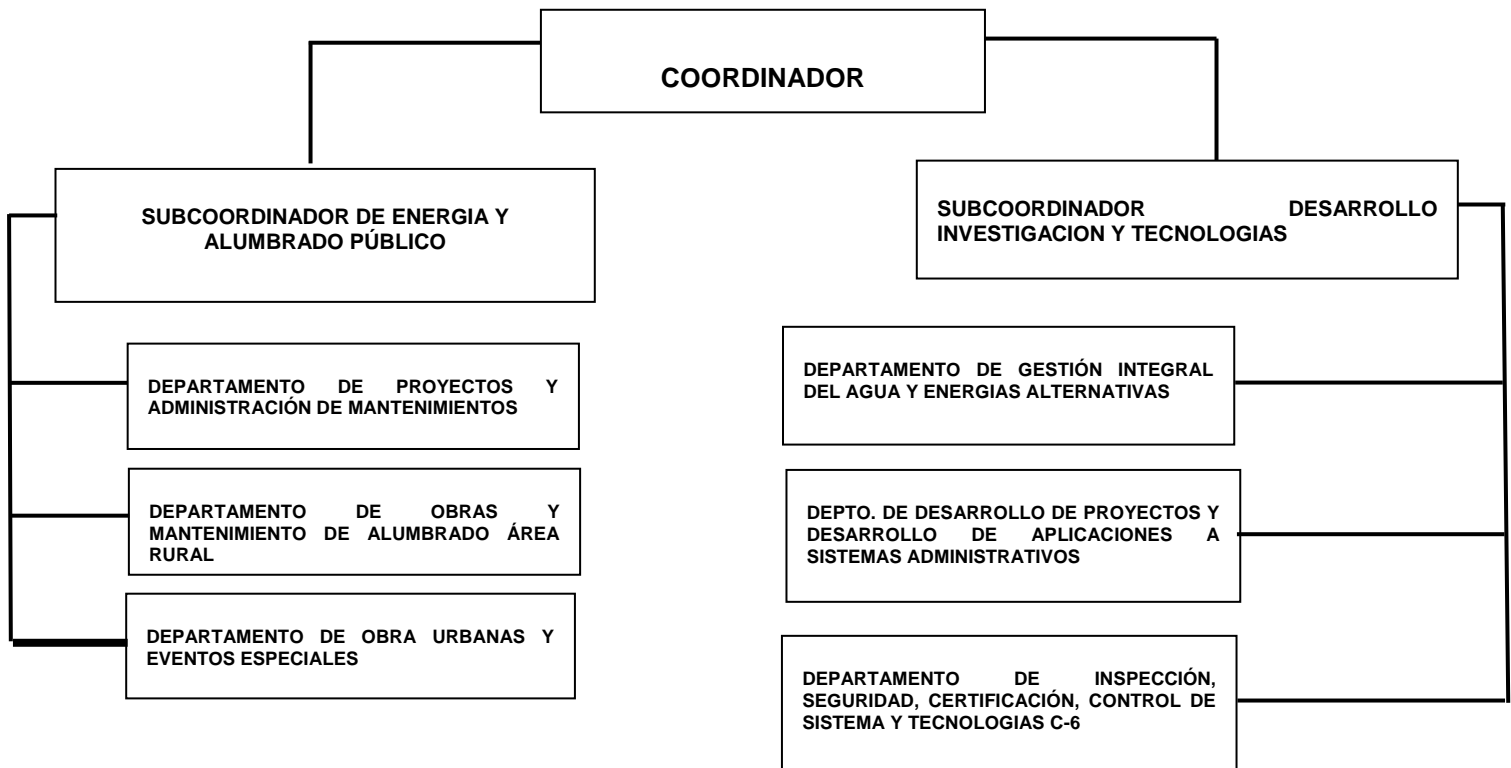 COORDINADOR
SUBCOORDINADOR DE ENERGIA Y
ALUMBRADO PÚBLICO
SUBCOORDINADOR DESARROLLO
INVESTIGACION Y TECNOLOGIAS
DEPARTAMENTO DE PROYECTOS Y
ADMINISTRACIÓN DE MANTENIMIENTOS
DEPARTAMENTO DE OBRAS Y
MANTENIMIENTO DE ALUMBRADO ÁREA
RURAL
DEPARTAMENTO DE OBRA URBANAS Y
EVENTOS ESPECIALES
DEPARTAMENTO DE GESTIÓN INTEGRAL
DEL AGUA Y ENERGIAS ALTERNATIVAS
DEPTO. DE DESARROLLO DE PROYECTOS Y
DESARROLLO DE APLICACIONES A
SISTEMAS ADMINISTRATIVOS
DEPARTAMENTO DE INSPECCIÓN,
SEGURIDAD, CERTIFICACIÓN, CONTROL DE
SISTEMA Y TECNOLOGIAS C-6